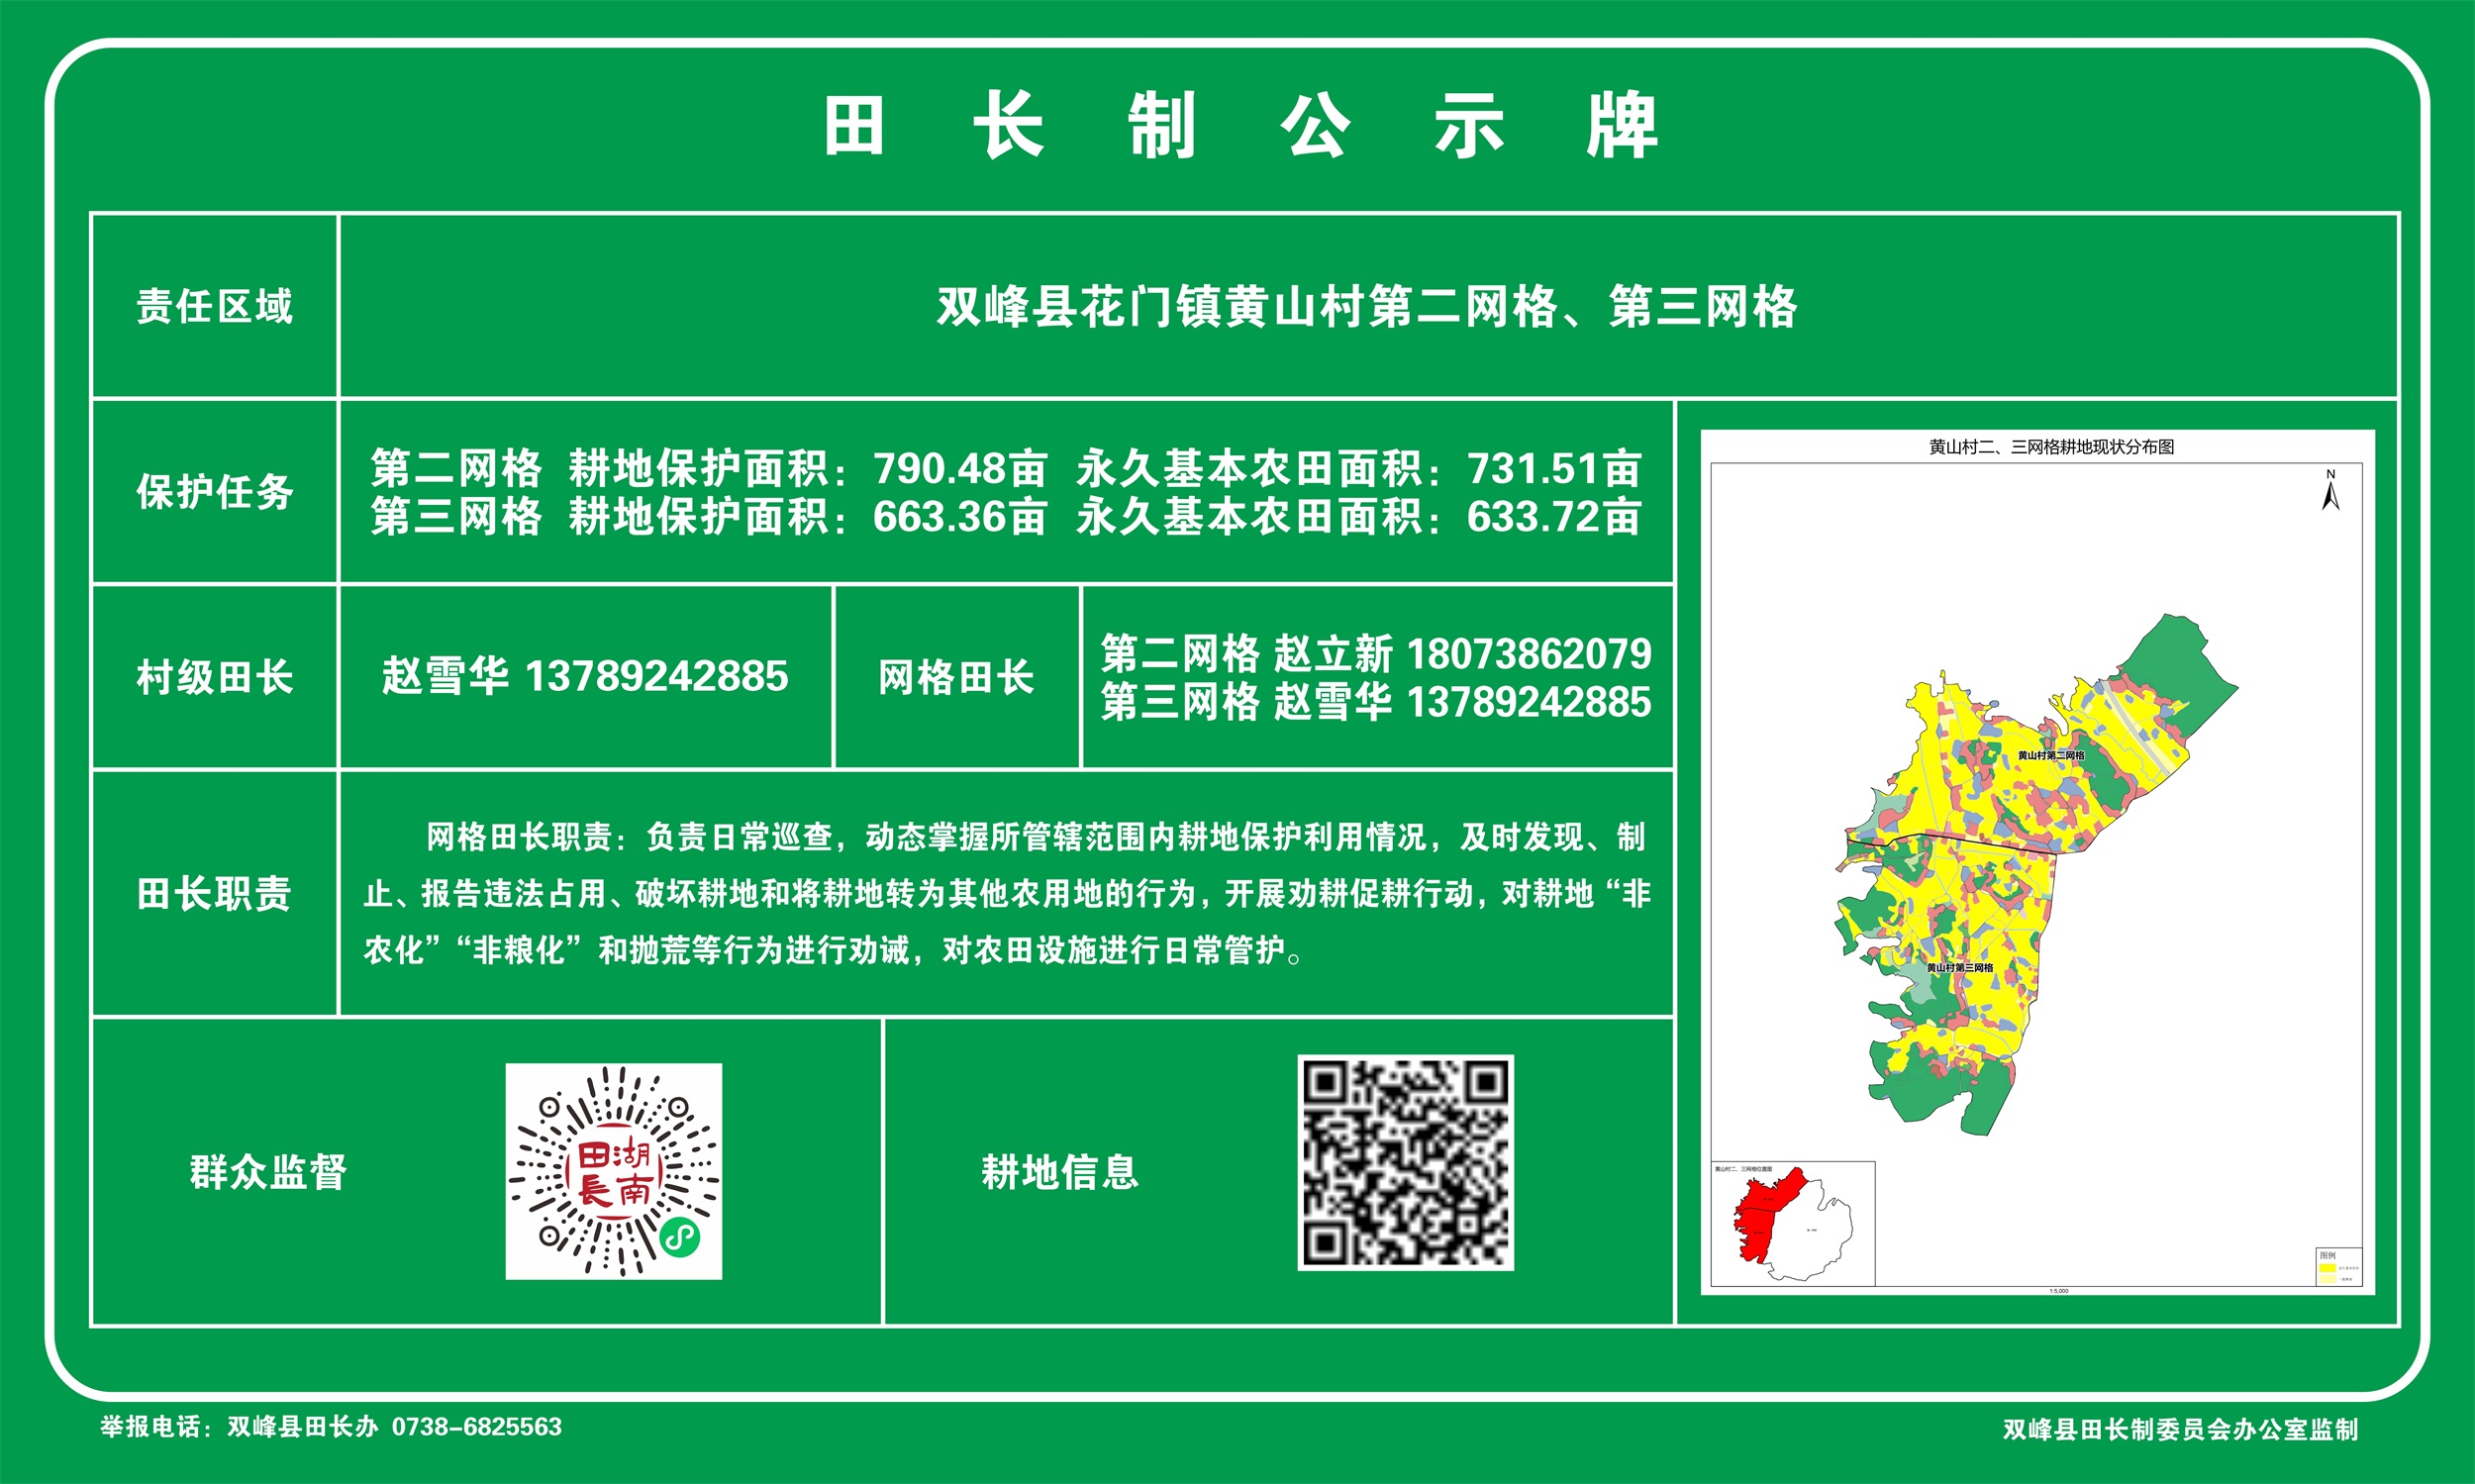 田长制公示牌
责任区域
双峰县花门镇黄山村第二网格、第三网格
保护任务
第二网格 耕地保护面积：790.48亩 永久基本农田面积：731.51亩
第三网格 耕地保护面积：663.36亩 永久基本农田面积：633.72亩
村级田长
赵雪华 13789242885
网格田长
第二网格 赵立新 18073862079
第三网格 赵雪华 13789242885
田长职责
网格田长职责：负责日常巡查，动态掌握所管辖范围内耕地保护利用情况，及时发现、制
止、报告违法占用、破坏耕地和将耕地转为其他农用地的行为，开展劝耕促耕行动，对耕地“非
农化”“非粮化”和抛荒等行为进行劝诫，对农田设施进行日常管护。
群众监督
田湖
長南
耕地信息
黄山村二、三网格耕地现状分布图
N
黄山村第二网格
黄山村第三网格
黄山村二、三网格位置图
图例
1:5,000
举报电话：双峰县田长办 0738-6825563
双峰县田长制委员会办公室监制